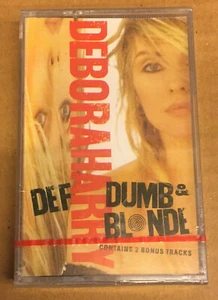 DEBORAHARRY
DEF DUMB &
BLONDE
CONTAINS 2 BONUS TRACKS